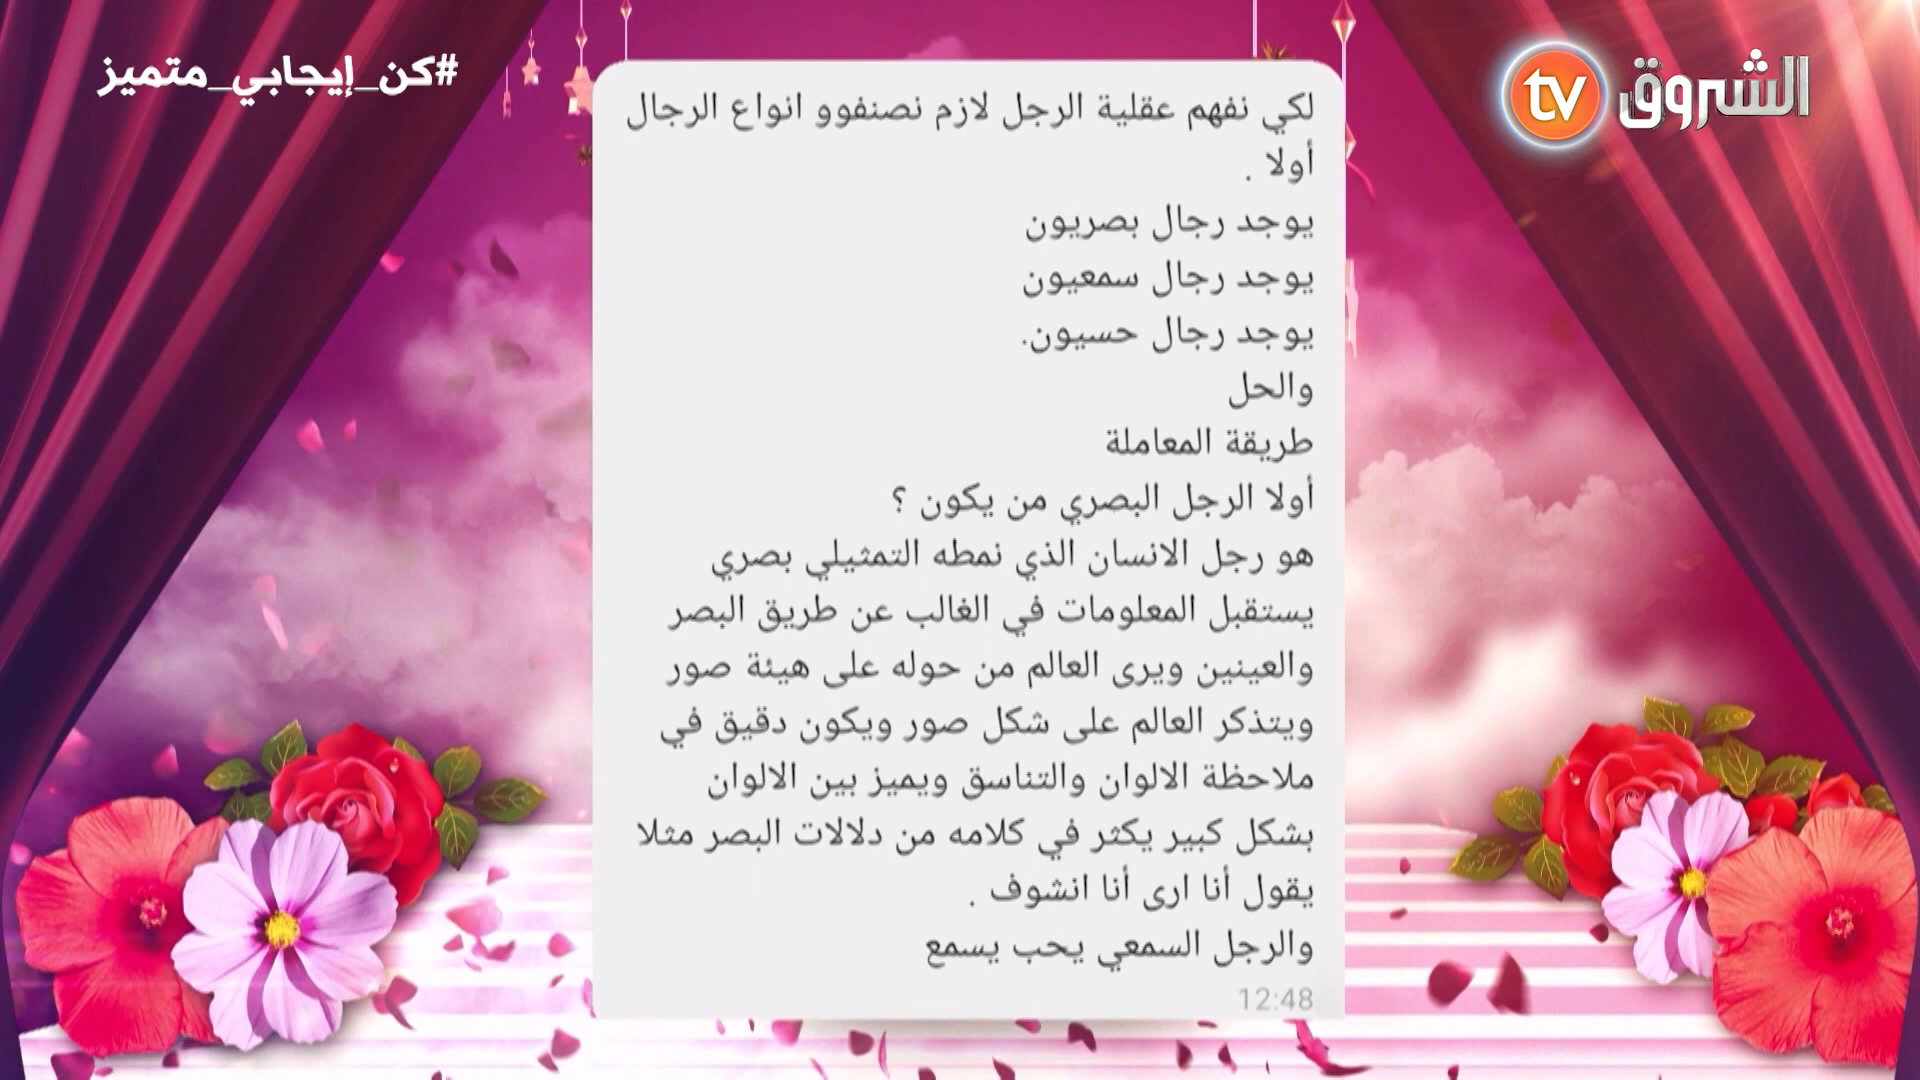 #كن_إيجابي_متميز
الشروق tv
لكي نفهم عقلية الرجل لازم نصنفوو انواع الرجال
أولا .
يوجد رجال بصريون
يوجد رجال سمعيون
يوجد رجال حسيون.
والحل
طريقة المعاملة
أولا الرجل البصري من يكون ؟
هو رجل الانسان الذي نمطه التمثيلي بصري
يستقبل المعلومات في الغالب عن طريق البصر
والعينين ويرى العالم من حوله على هيئة صور
ويتذكر العالم على شكل صور ويكون دقيق في
ملاحظة الالوان والتناسق ويميز بين الالوان
بشكل كبير يكثر في كلامه من دلالات البصر مثلا
يقول أنا ارى أنا انشوف .
والرجل السمعي يحب يسمع
12:48